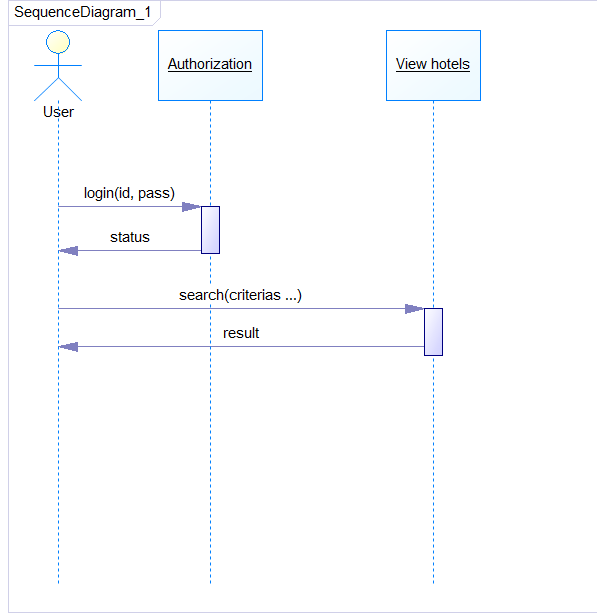 SequenceDiagram_1
Authorization
View hotels
User
login(id, pass)
status
search(criterias ...)
result